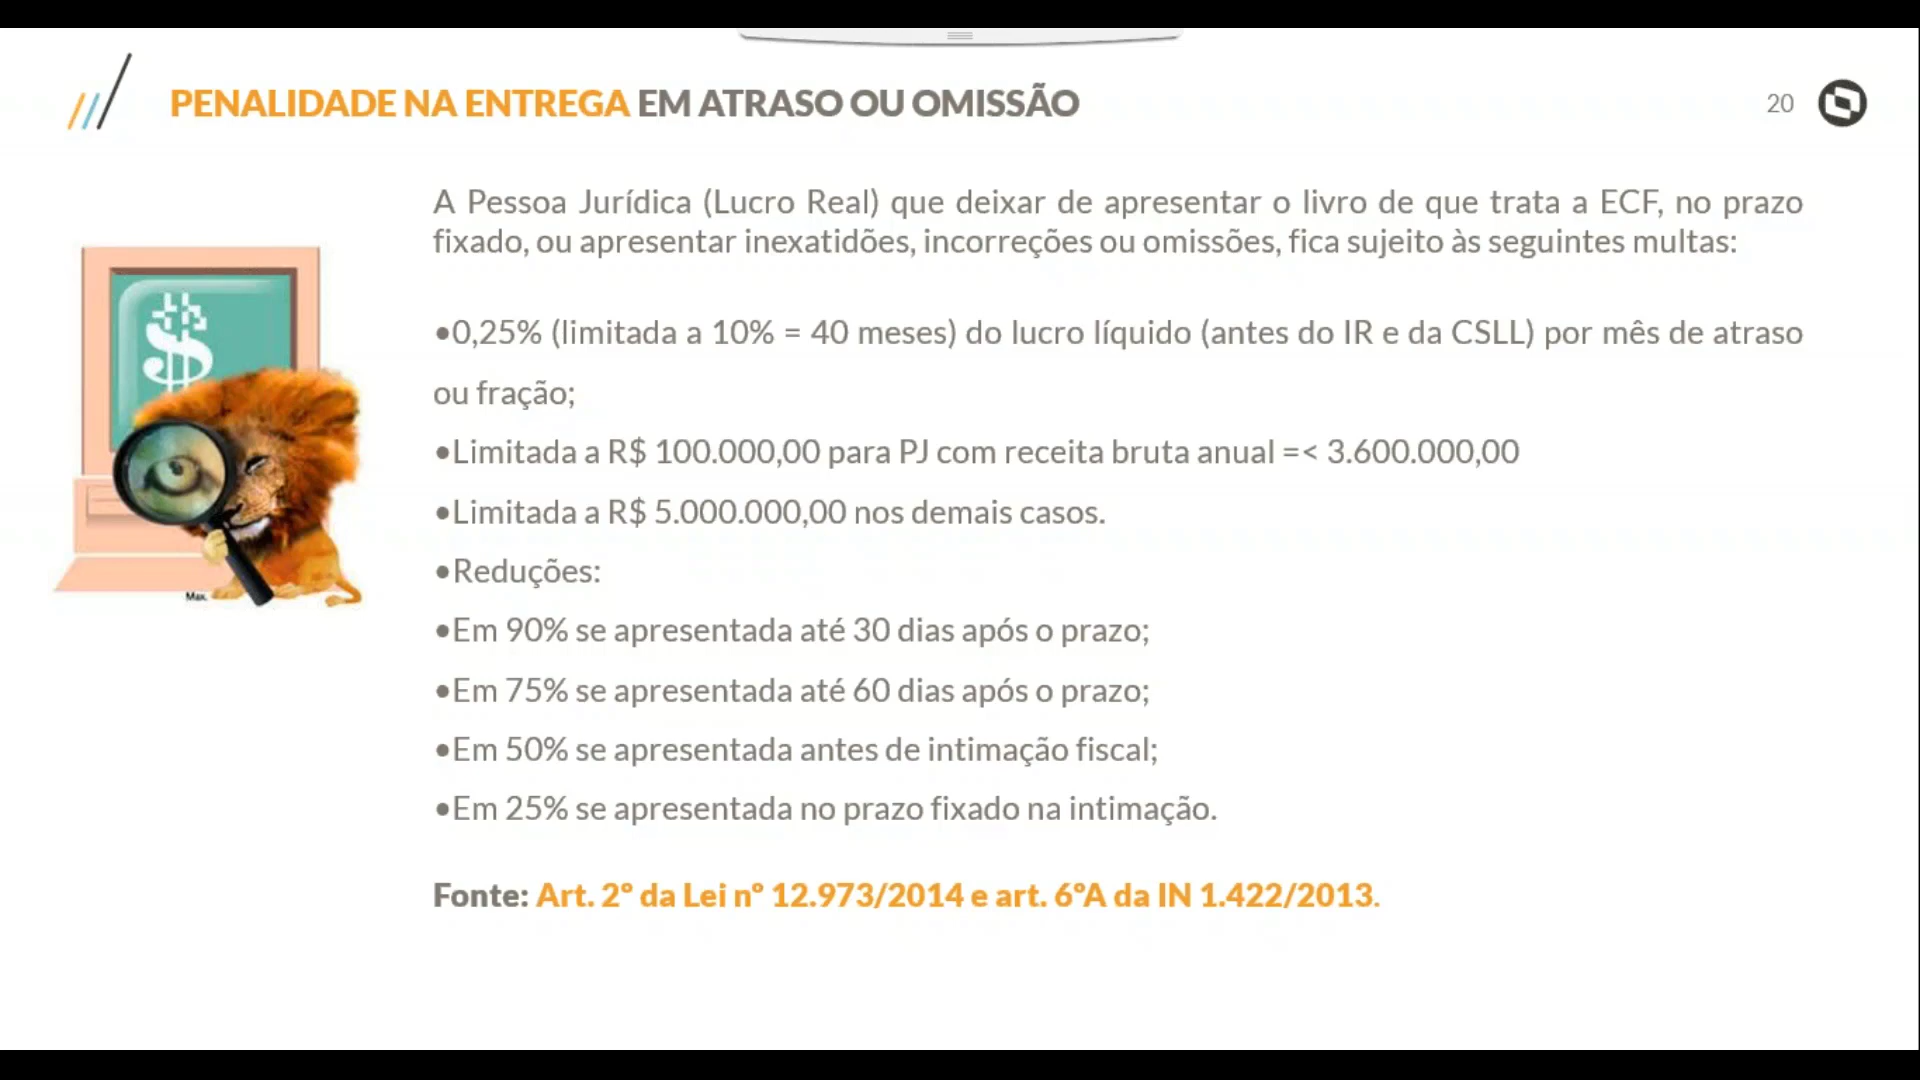 PENALIDADE NA ENTREGA EM ATRASO OU OMISSÃO
20
A Pessoa Jurídica (Lucro Real) que deixar de apresentar o livro de que trata a ECF, no prazo
fixado, ou apresentar inexatidões, incorreções ou omissões, fica sujeito às seguintes multas:
•0,25% (limitada a 10% = 40 meses) do lucro líquido (antes do IR e da CSLL) por mês de atraso
ou fração;
•Limitada a R$ 100.000,00 para PJ com receita bruta anual =< 3.600.000,00
•Limitada a R$ 5.000.000,00 nos demais casos.
•Reduções:
•Em 90% se apresentada até 30 dias após o prazo;
•Em 75% se apresentada até 60 dias após o prazo;
•Em 50% se apresentada antes de intimação fiscal;
•Em 25% se apresentada no prazo fixado na intimação.
Fonte: Art. 2º da Lei nº 12.973/2014 e art. 6ºA da IN 1.422/2013.
$
Max.